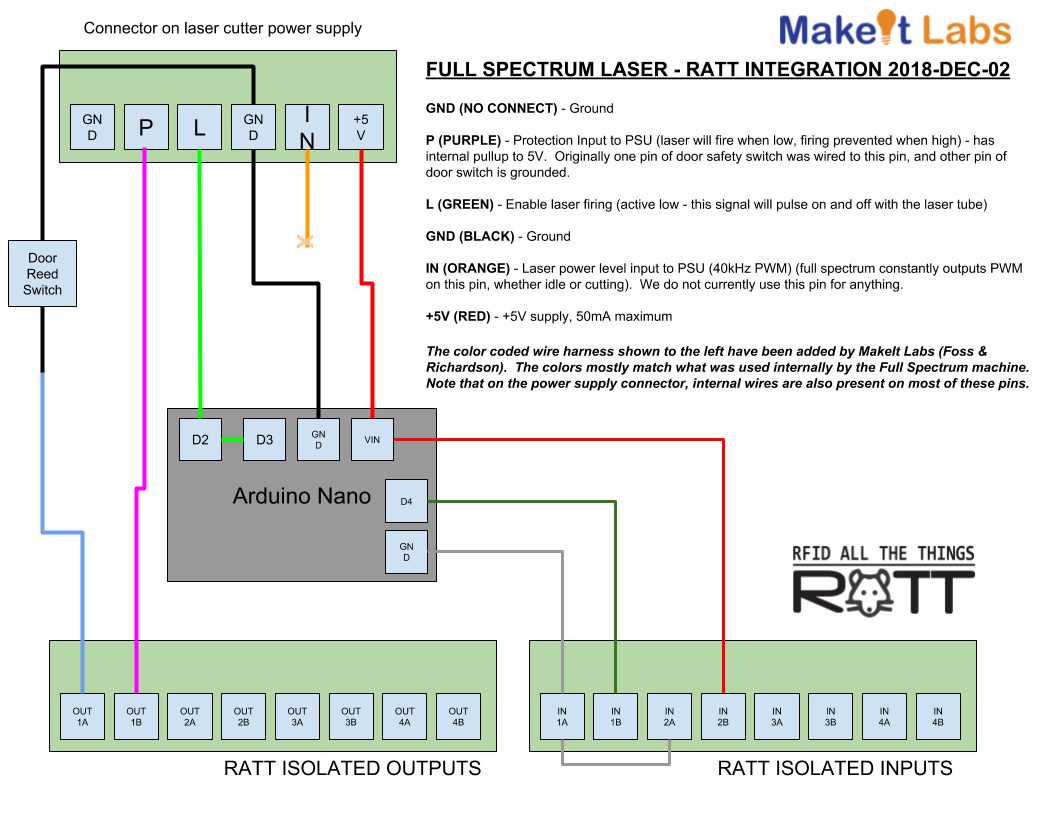 Connector on laser cutter power supply
MakeIt Labs
FULL SPECTRUM LASER - RATT INTEGRATION 2018-DEC-02
GN
D
P
L
GN
D
I
N
+5
V
GND (NO CONNECT) - Ground
P (PURPLE) - Protection Input to PSU (laser will fire when low, firing prevented when high) - has
internal pullup to 5V. Originally one pin of door safety switch was wired to this pin, and other pin of
door switch is grounded.
L (GREEN) - Enable laser firing (active low - this signal will pulse on and off with the laser tube)
GND (BLACK) - Ground
IN (ORANGE) - Laser power level input to PSU (40kHz PWM) (full spectrum constantly outputs PWM
on this pin, whether idle or cutting). We do not currently use this pin for anything.
+5V (RED) - +5V supply, 50mA maximum
The color coded wire harness shown to the left have been added by MakeIt Labs (Foss &
Richardson). The colors mostly match what was used internally by the Full Spectrum machine.
Note that on the power supply connector, internal wires are also present on most of these pins.
Door
Reed
Switch
D2
D3
GN
D
VIN
Arduino Nano
D4
GN
D
RFID ALL THE THINGS
RATT
OUT
1A
OUT
1B
OUT
2A
OUT
2B
OUT
3A
OUT
3B
OUT
4A
OUT
4B
RATT ISOLATED OUTPUTS
IN
1A
IN
1B
IN
2A
IN
2B
IN
3A
IN
3B
IN
4A
IN
4B
RATT ISOLATED INPUTS